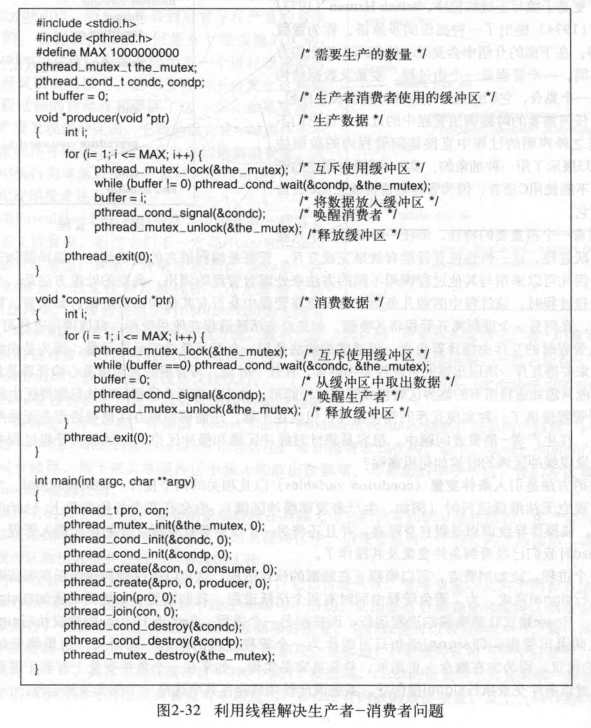 #include <stdio.h>
#include <pthread.h>
#define MAX 1000000000 /* 需要生产的数量 */
pthread_mutex_t the_mutex;
pthread_cond_t condc, condp;
int buffer = 0; /* 生产者消费者使用的缓冲区 */
void *producer(void *ptr) /* 生产数据 */
{ int i;
for (i= 1; i <= MAX; i++) {
pthread_mutex_lock(&the_mutex); /* 互斥使用缓冲区 */
while (buffer != 0) pthread_cond_wait(&condp, &the_mutex);
buffer = i; /* 将数据放入缓冲区 */
pthread_cond_signal(&condc); /* 唤醒消费者 */
pthread_mutex_unlock(&the_mutex); /*释放缓冲区 */
}
pthread_exit(0);
}
void *consumer(void *ptr) /* 消费数据 */
{ int i;
for (i = 1; i <= MAX; i++) {
pthread_mutex_lock(&the_mutex); /* 互斥使用缓冲区 */
while (buffer ==0) pthread_cond_wait(&condc, &the_mutex);
buffer = 0; /* 从缓冲区中取出数据 */
pthread_cond_signal(&condp); /* 唤醒生产者 */
pthread_mutex_unlock(&the_mutex); /* 释放缓冲区 */
}
pthread_exit(0);
}
int main(int argc, char **argv)
{
pthread_t pro, con;
pthread_mutex_init(&the_mutex, 0);
pthread_cond_init(&condc, 0);
pthread_cond_init(&condp, 0);
pthread_create(&con, 0, consumer, 0);
pthread_create(&pro, 0, producer, 0);
pthread_join(pro, 0);
pthread_join(con, 0);
pthread_cond_destroy(&condc);
pthread_cond_destroy(&condp);
pthread_mutex_destroy(&the_mutex);
}
图2-32 利用线程解决生产者-消费者问题